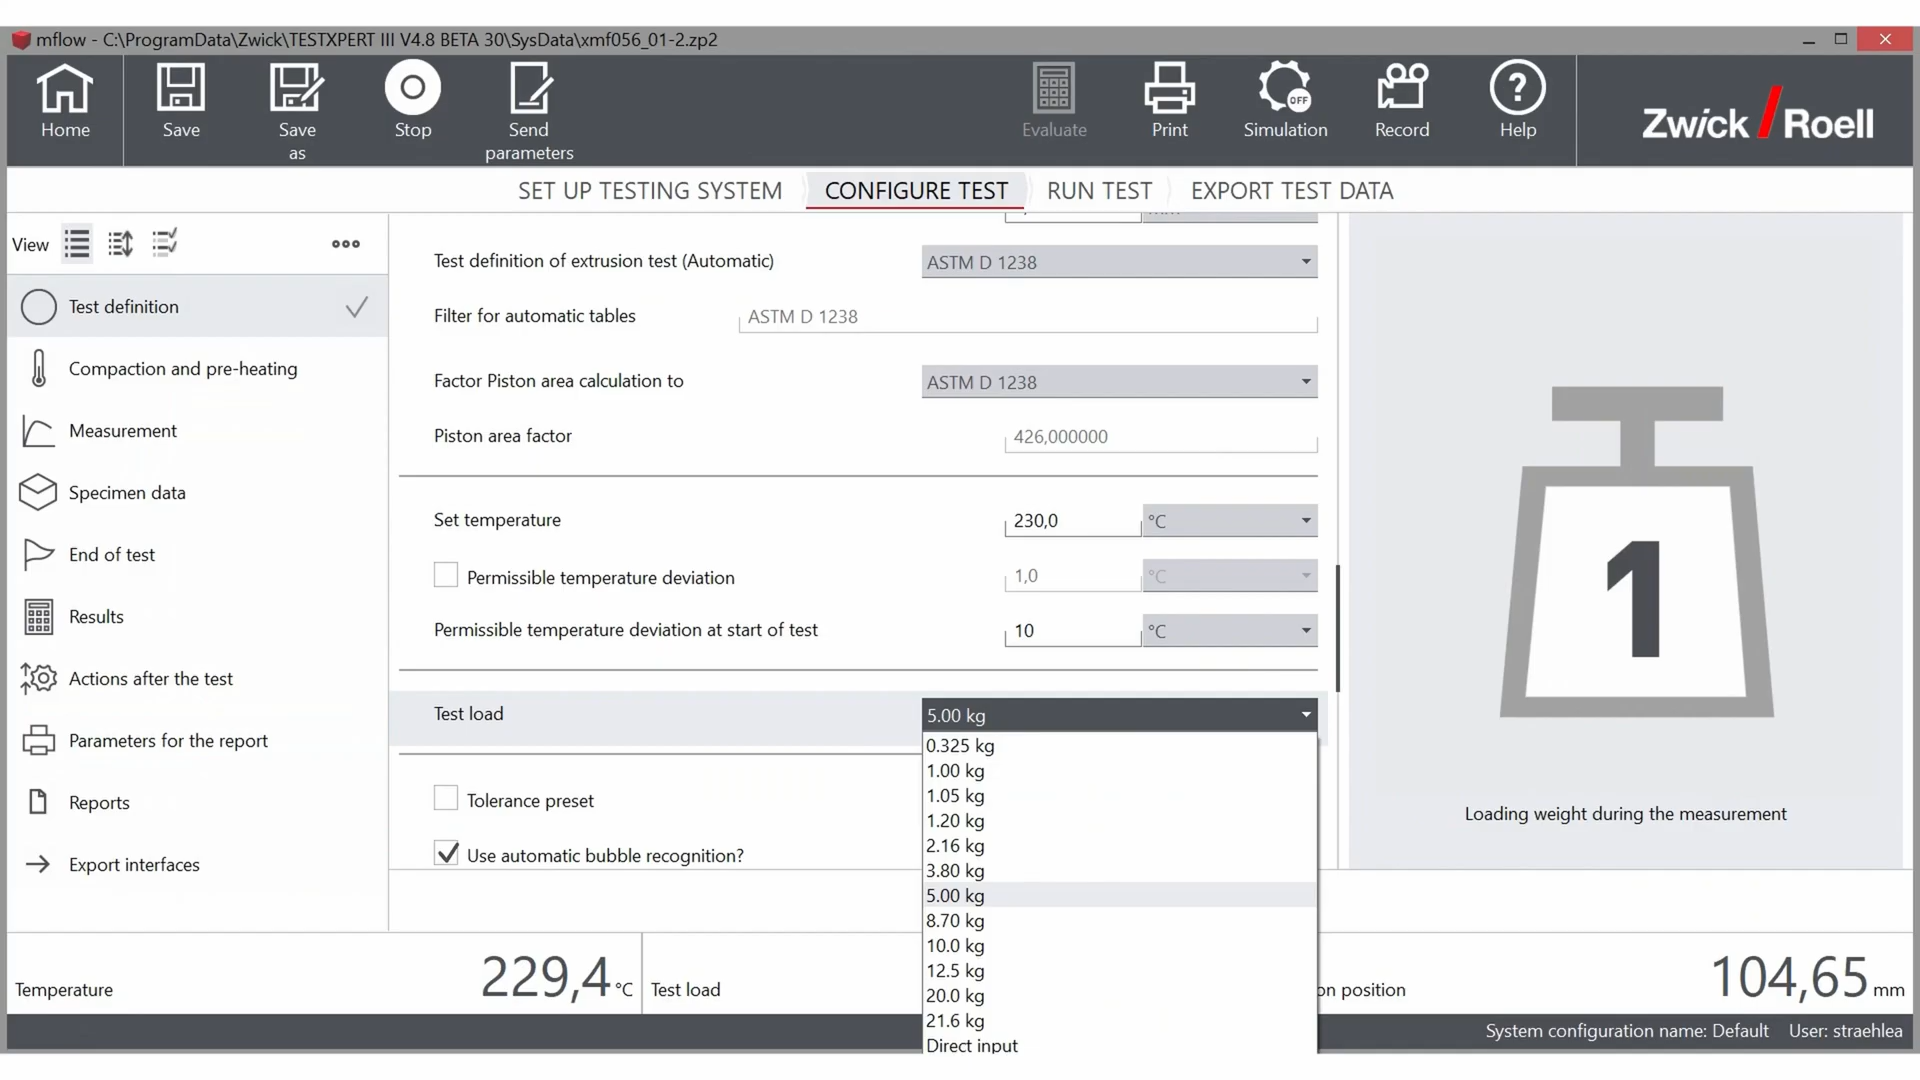 mflow - C:\ProgramData\Zwick\TESTXPERT III V4.8 BETA 30\SysData\xmf056_01-2.zp2
Home
Save
Save as
Stop
Send parameters
Evaluate
OFF
Print
Simulation
Record
?
Help
Zwick / Roell
SET UP TESTING SYSTEM
CONFIGURE TEST
RUN TEST
EXPORT TEST DATA
View
Test definition
Compaction and pre-heating
Measurement
Specimen data
End of test
Results
Actions after the test
Parameters for the report
Reports
Export interfaces
Test definition of extrusion test (Automatic)
ASTM D 1238
Filter for automatic tables
ASTM D 1238
Factor Piston area calculation to
ASTM D 1238
Piston area factor
426,000000
Set temperature
230,0
°C
Permissible temperature deviation
1,0
°C
Permissible temperature deviation at start of test
10
°C
Test load
5.00 kg
0.325 kg
1.00 kg
1.05 kg
1.20 kg
2.16 kg
3.80 kg
5.00 kg
8.70 kg
10.0 kg
12.5 kg
20.0 kg
21.6 kg
Direct input
Tolerance preset
Use automatic bubble recognition?
1
Loading weight during the measurement
Temperature
229,4 °C
Test load
on position
104,65 mm
System configuration name: Default
User: straehlea